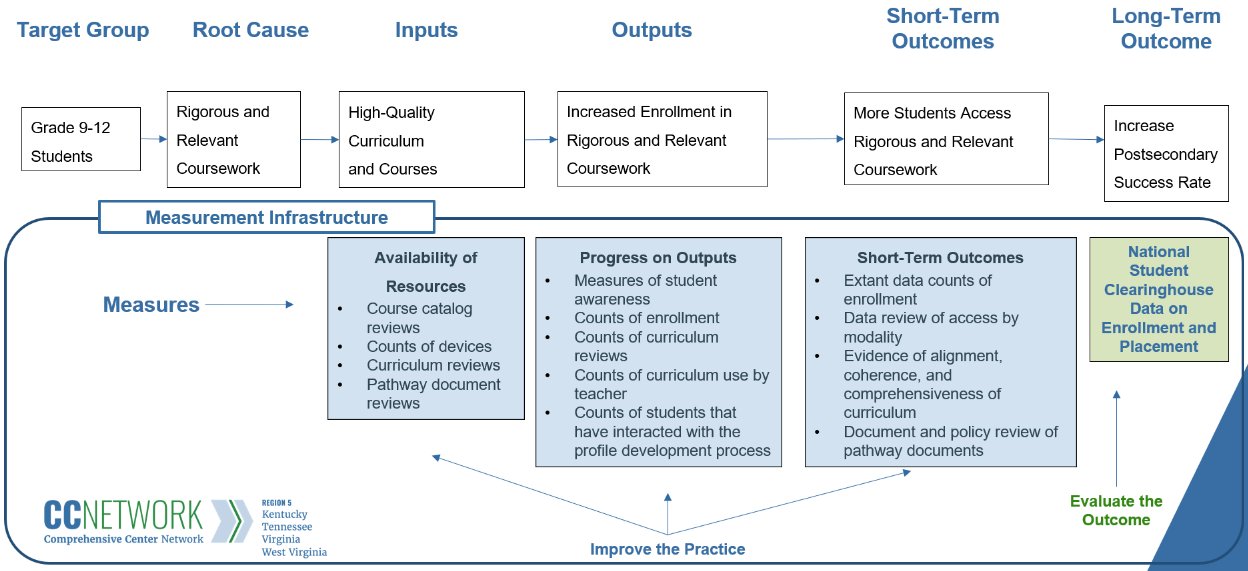 Target Group
Root Cause
Inputs
Outputs
Short-Term
Outcomes
Long-Term
Outcome
Grade 9-12
Students
Rigorous and
Relevant
Coursework
High-Quality
Curriculum
and Courses
Increased Enrollment in
Rigorous and Relevant
Coursework
More Students Access
Rigorous and Relevant
Coursework
Increase
Postsecondary
Success Rate
Measurement Infrastructure
Measures
Availability of
Resources
• Course catalog
reviews
• Counts of devices
• Curriculum reviews
• Pathway document
reviews
Progress on Outputs
• Measures of student
awareness
• Counts of enrollment
• Counts of curriculum
reviews
• Counts of curriculum use by
teacher
• Counts of students that
have interacted with the
profile development process
Short-Term Outcomes
• Extant data counts of
enrollment
• Data review of access by
modality
• Evidence of alignment,
coherence, and
comprehensiveness of
curriculum
• Document and policy review of
pathway documents
National
Student
Clearinghouse
Data on
Enrollment and
Placement
Improve the Practice
Evaluate the
Outcome
CCNETWORK
Comprehensive Center Network
REGION 5
Kentucky
Tennessee
Virginia
West Virginia